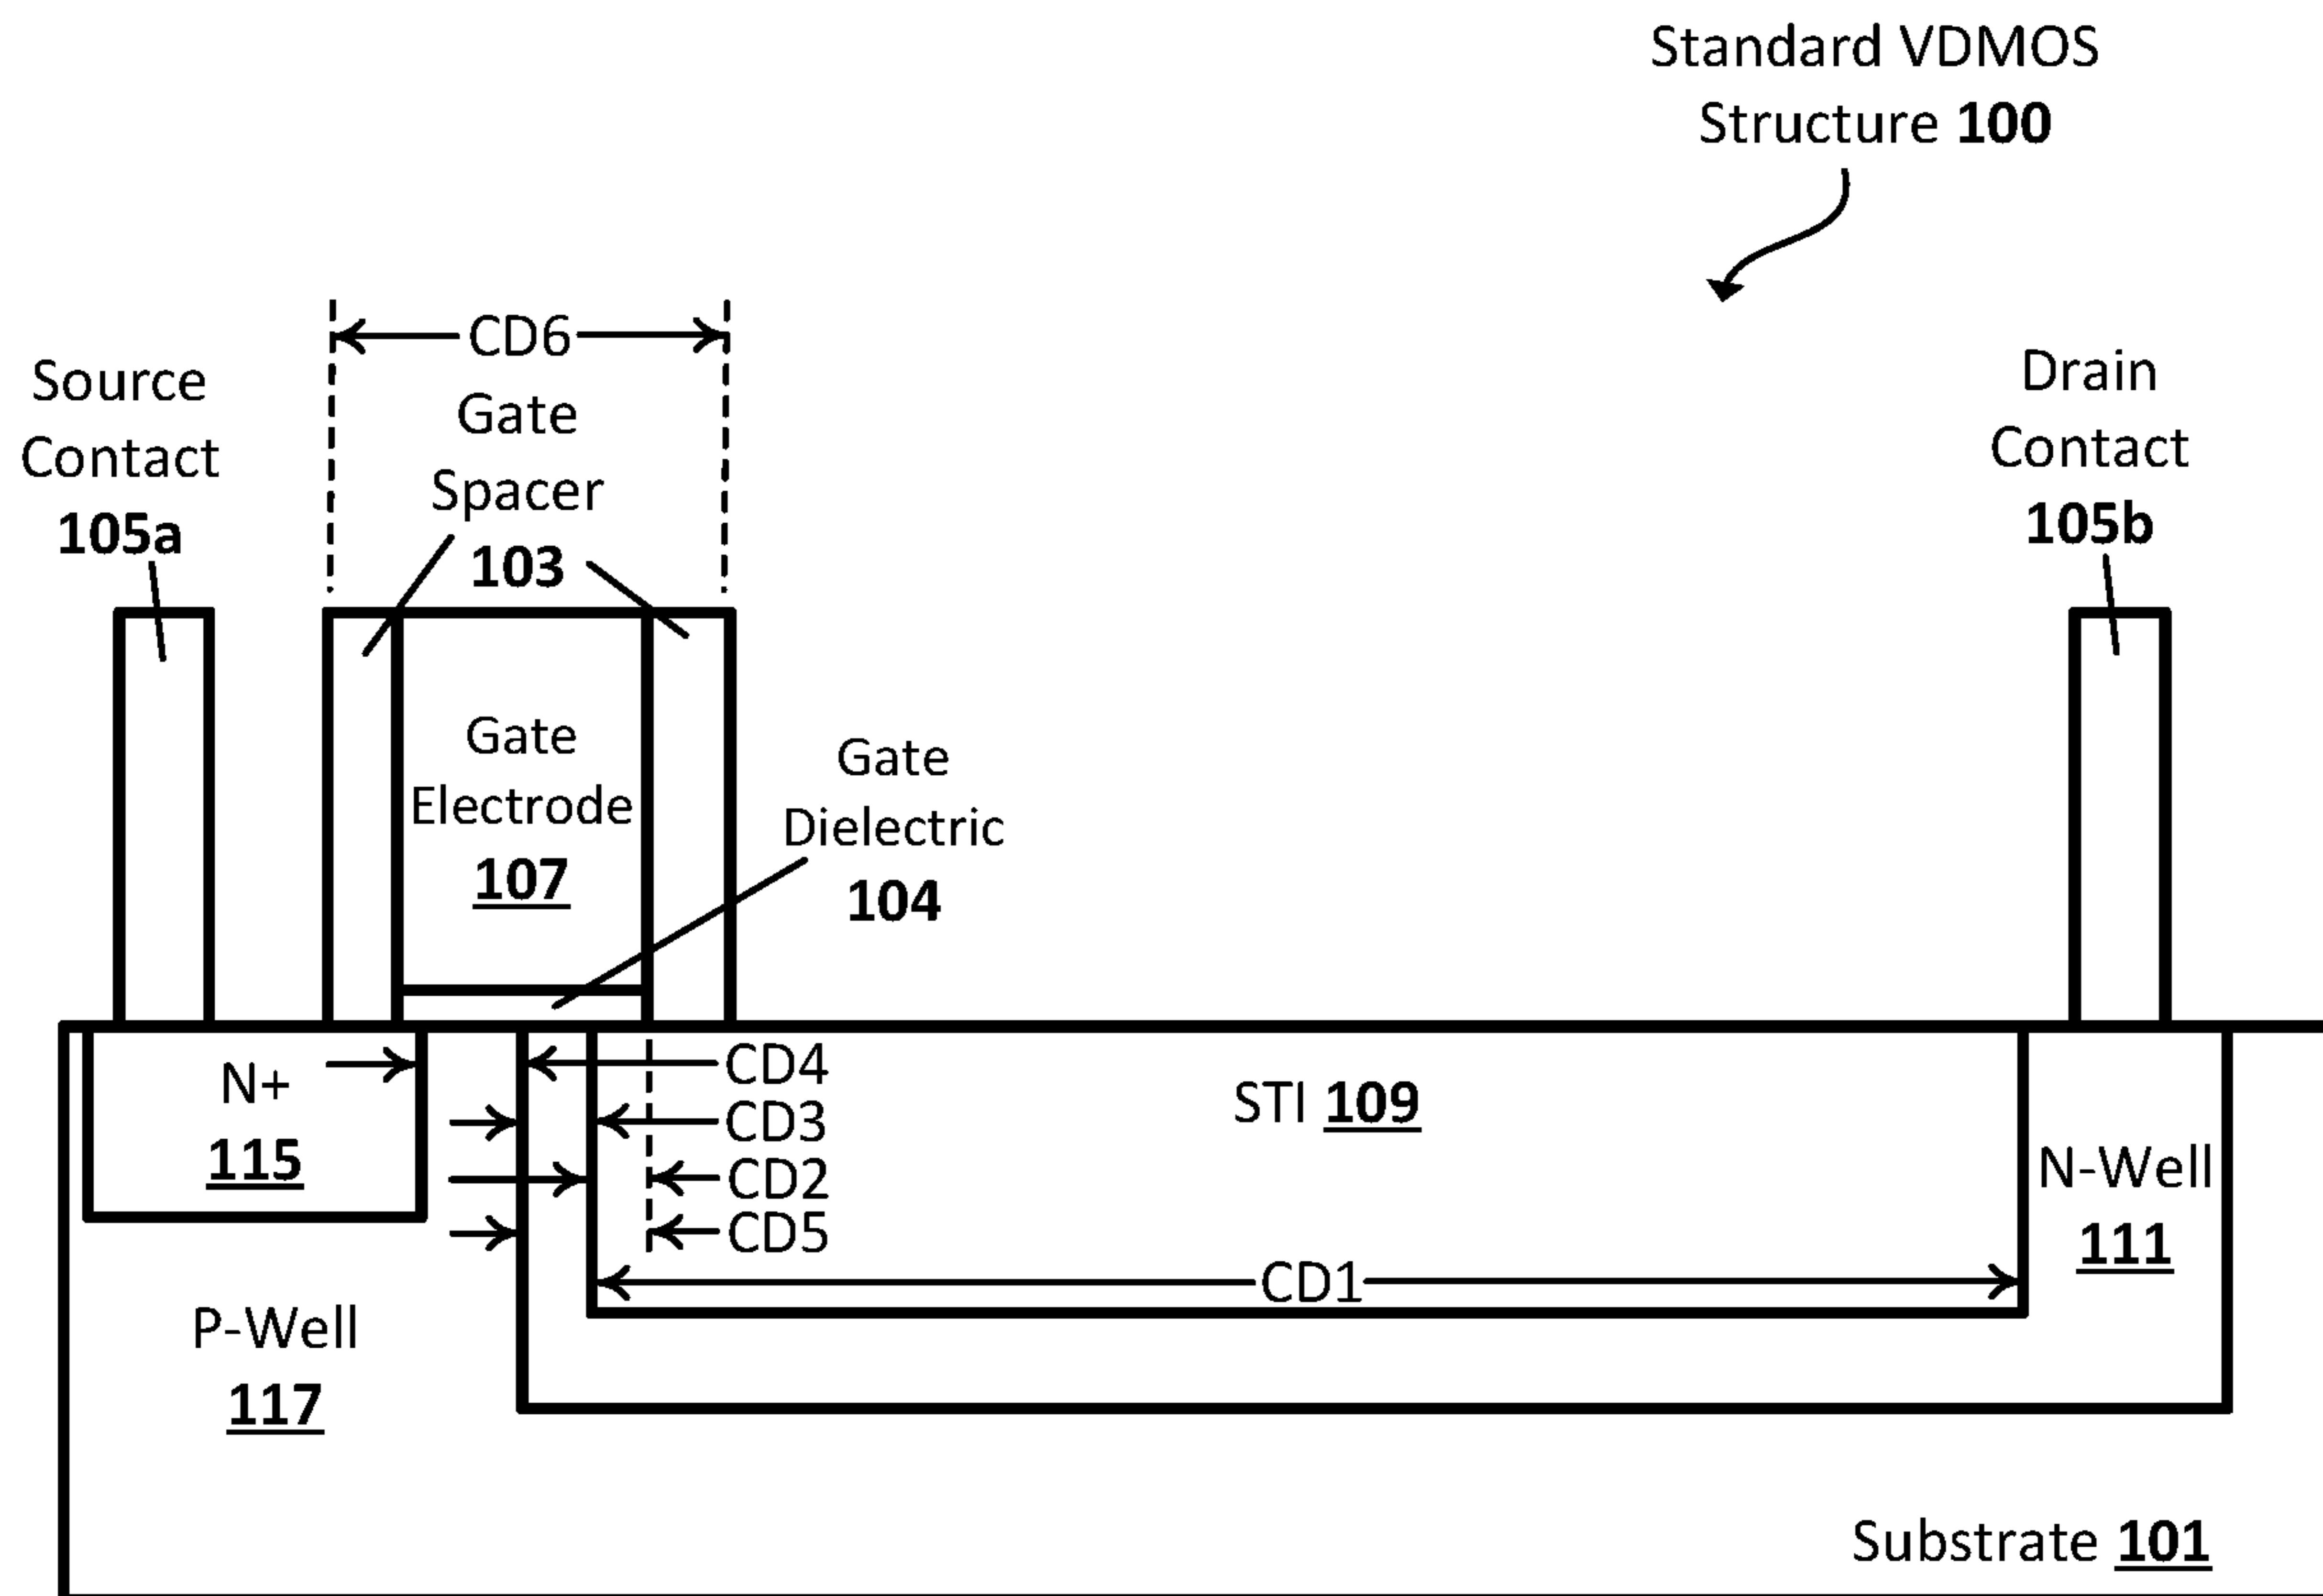 Standard VDMOS
Structure 100
CD6
Source
Contact
105a
Gate
Spacer
103
Drain
Contact
105b
Gate
Electrode
107
Gate
Dielectric
104
N+
115
CD4
CD3
CD2
CD5
CD1
STI 109
N-Well
111
P-Well
117
Substrate 101